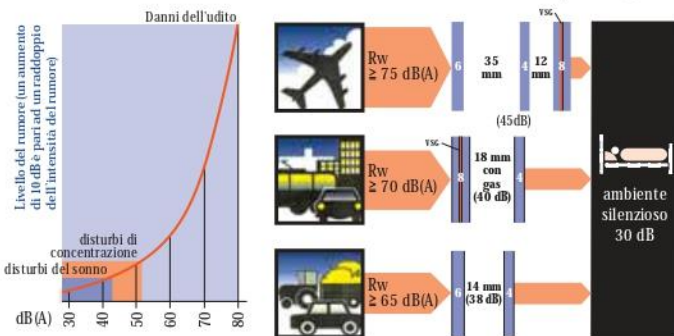 Livello del rumore (un aumento
di 10 dB è pari ad un raddoppio
dell'intensità del rumore)
Danni dell'udito
disturbi di
concentrazione
disturbi del sonno
dB (A)
30
40
50
60
70
80
Rw
≧ 75 dB(A)
6
35
mm
4
12
mm
VSG
8
(45dB)
Rw
≧ 70 dB(A)
VSG
8
18 mm
con
gas
(40 dB)
4
Rw
≧ 65 dB(A)
6
14 mm
(38 dB)
4
ambiente
silenzioso
30 dB